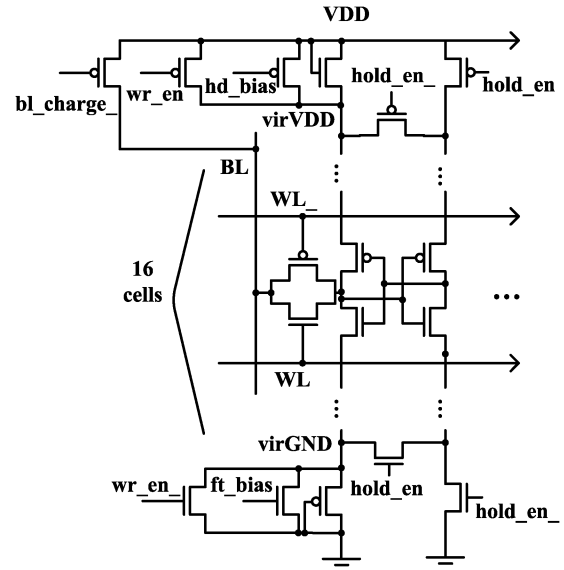 VDD
hold_en_
hold_en
bl_charge_
wr_en
hd_bias
virVDD
BL
WL_
16
cells
WL
virGND
wr_en_
ft_bias
hold_en
hold_en_